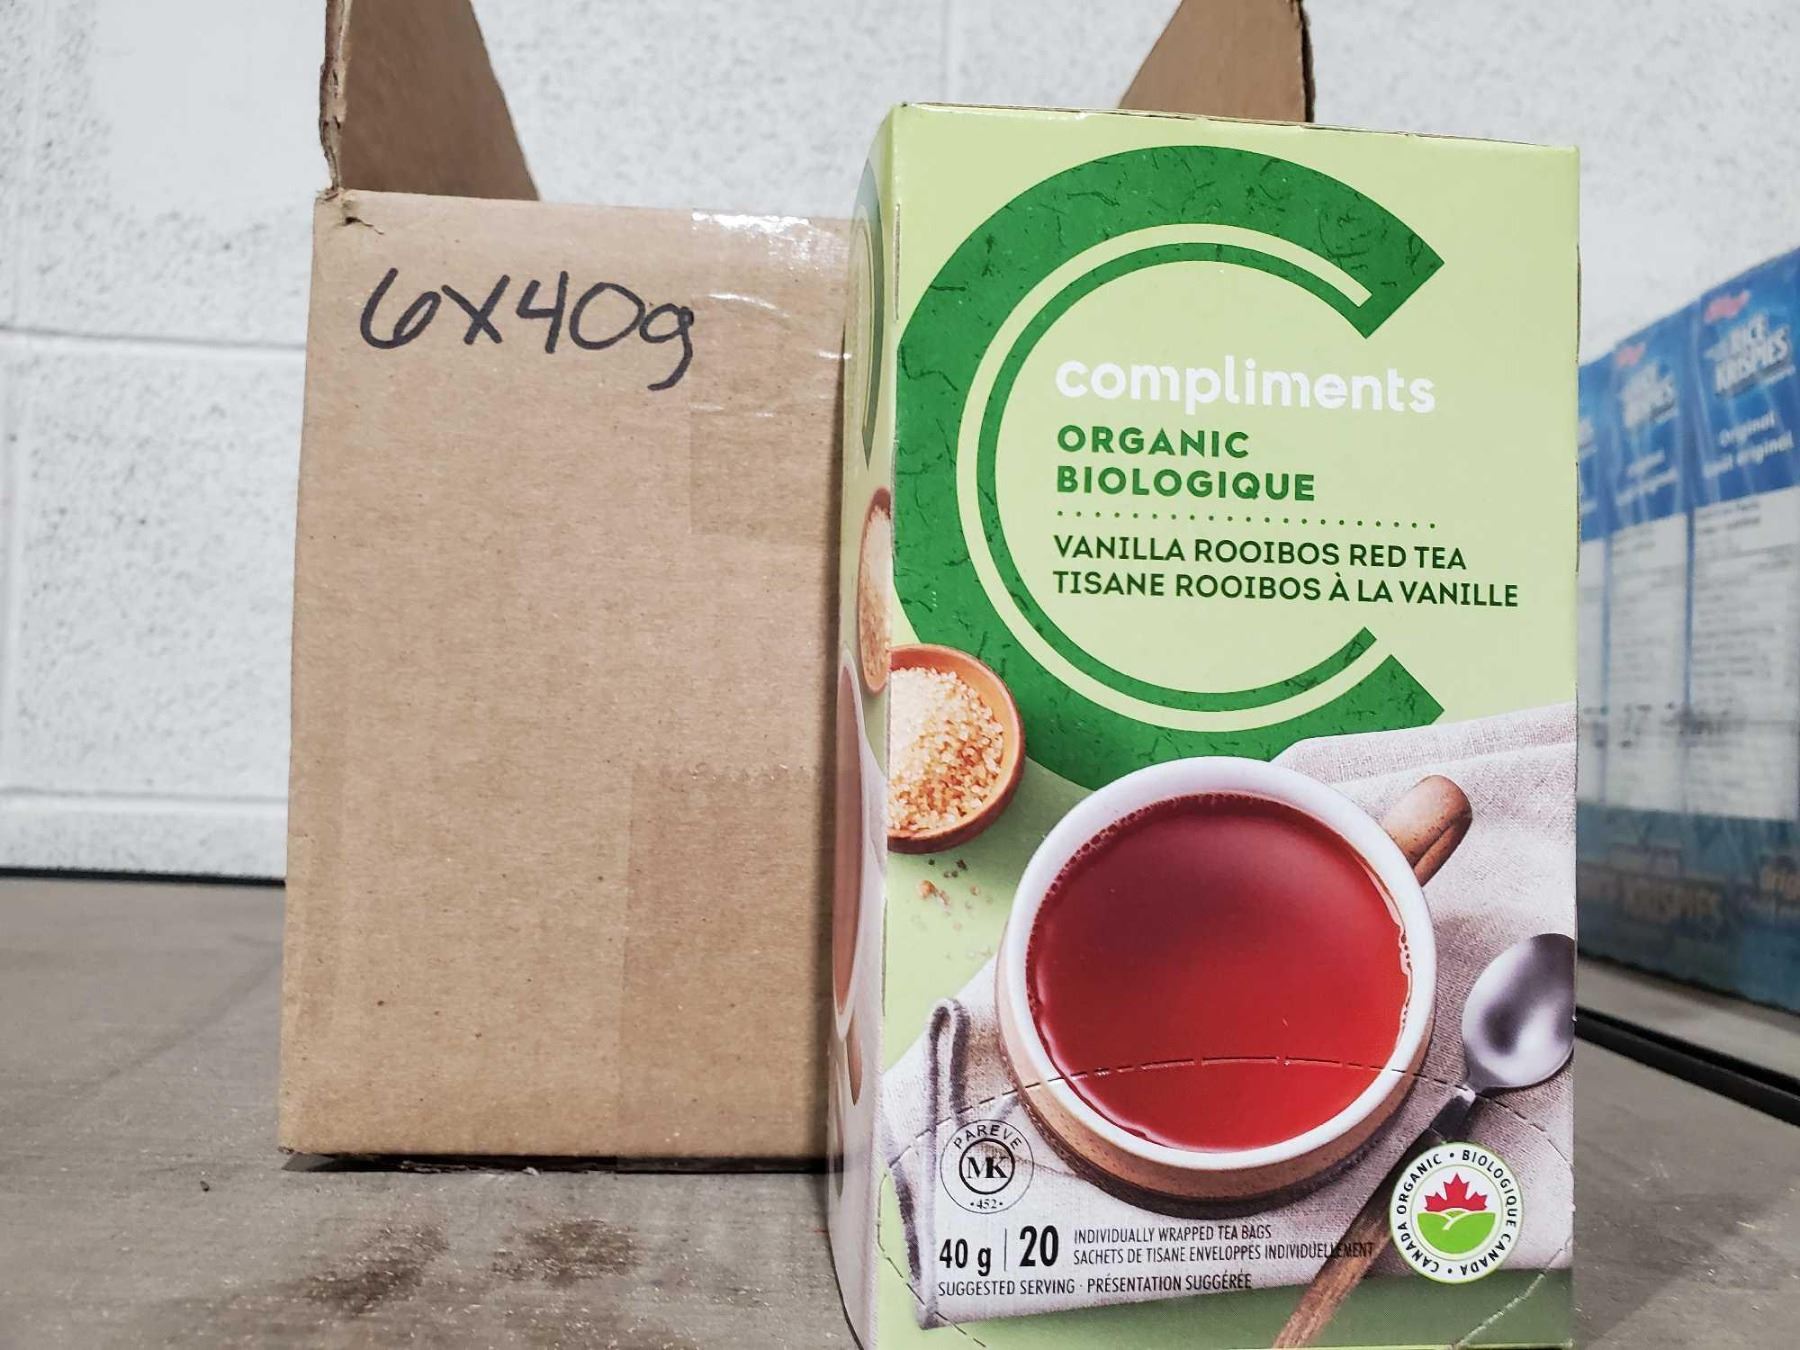 6X40g
compliments
ORGANIC
BIOLOGIQUE
VANILLA ROOIBOS RED TEA
TISANE ROOIBOS À LA VANILLE
PAREVE
MK
·452·
40 g | 20
INDIVIDUALLY WRAPPED TEA BAGS
SACHETS DE TISANE ENVELOPPÉS INDIVIDUELLEMENT
SUGGESTED SERVING · PRÉSENTATION SUGGÉRÉE
CANADA ORGANIC • BIOLOGIQUE CANADA •
RICE
KRISPIES
Original